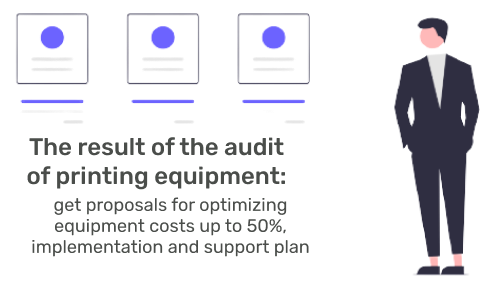 The result of the audit
of printing equipment:
get proposals for optimizing
equipment costs up to 50%,
implementation and support plan